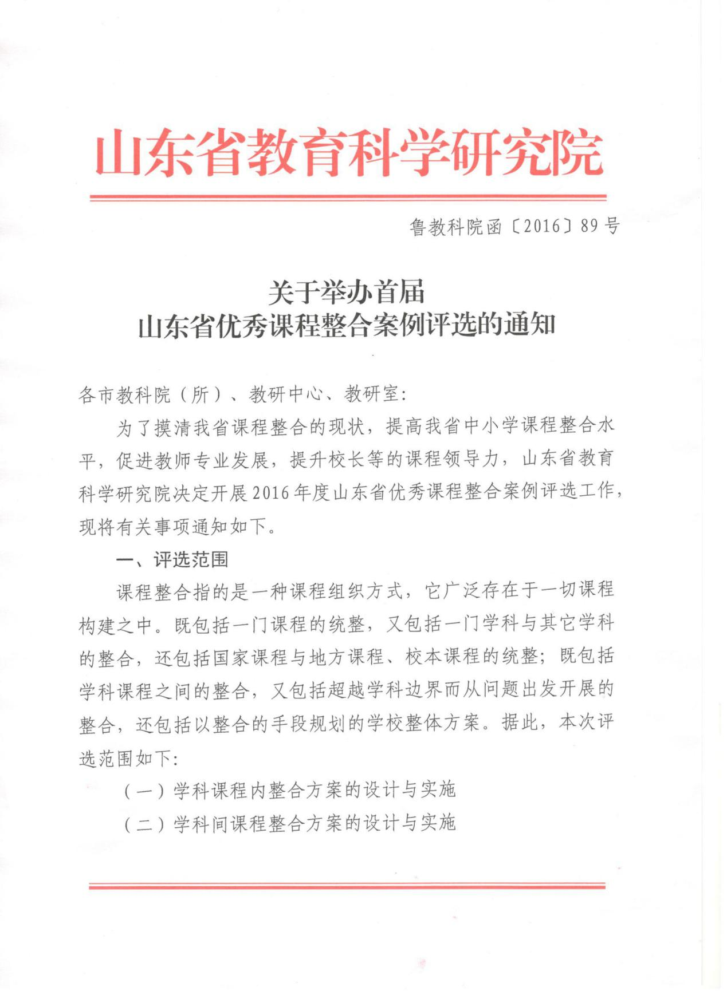 山东省教育科学研究院
鲁教科院函〔2016〕89号
关于举办首届
山东省优秀课程整合案例评选的通知
各市教科院（所）、教研中心、教研室：
为了摸清我省课程整合的现状，提高我省中小学课程整合水
平，促进教师专业发展，提升校长等的课程领导力，山东省教育
科学研究院决定开展2016年度山东省优秀课程整合案例评选工作，
现将有关事项通知如下。
一、评选范围
课程整合指的是一种课程组织方式，它广泛存在于一切课程
构建之中。既包括一门课程的统整，又包括一门学科与其它学科
的整合，还包括国家课程与地方课程、校本课程的统整；既包括
学科课程之间的整合，又包括超越学科边界而从问题出发开展的
整合，还包括以整合的手段规划的学校整体方案。据此，本次评
选范围如下：
（一）学科课程内整合方案的设计与实施
（二）学科间课程整合方案的设计与实施